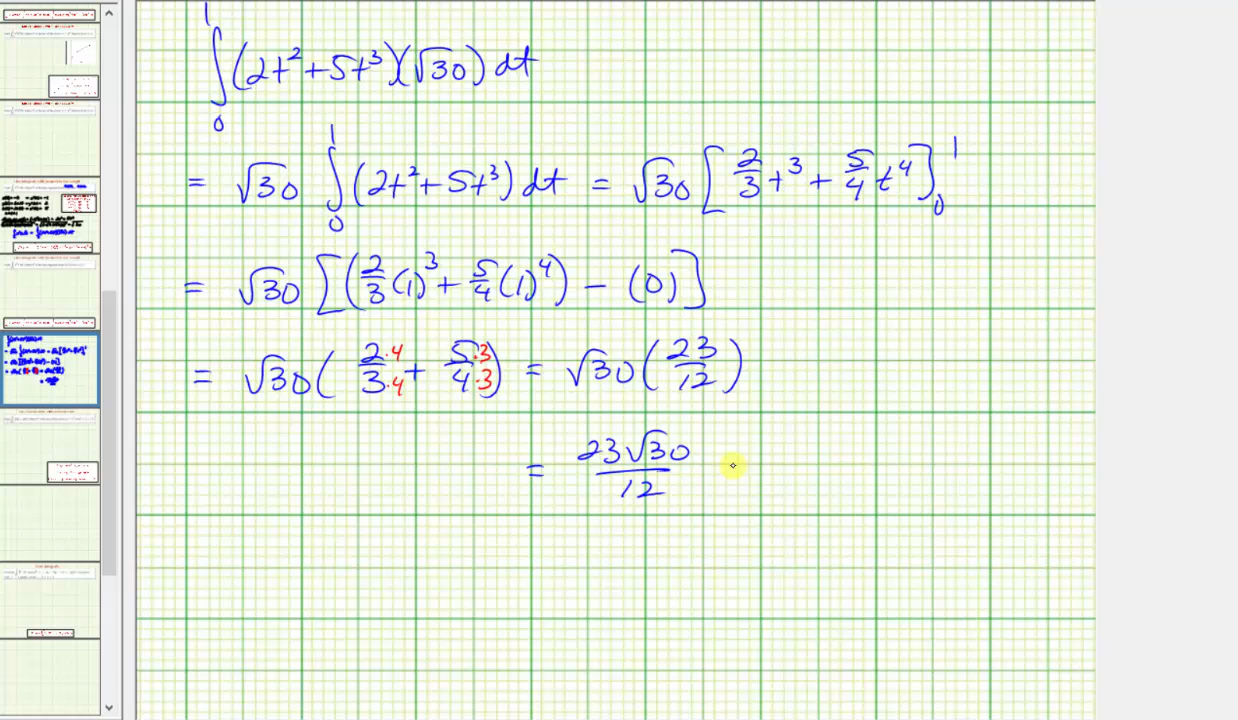 ∫₀¹ (2t² + 5t³)(√30) dt
= √30 ∫₀¹ (2t² + 5t³) dt = √30 [2/3 t³ + 5/4 t⁴]₀¹
= √30 [(2/3 (1)³ + 5/4 (1)⁴) − (0)]
= √30 (2·4/3·4 + 5·3/4·3) = √30 (23/12)
= 23√30/12